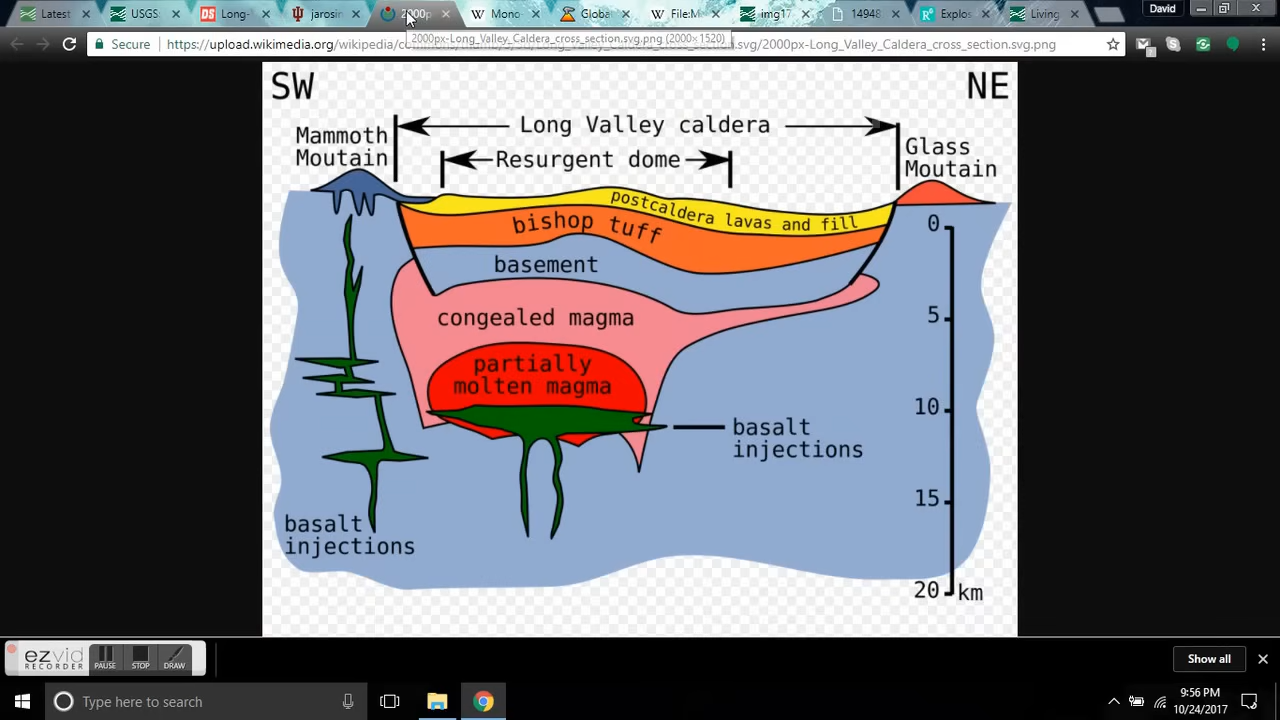 Latest
USGS
Long-
jarosin
2000p
Mono-
Global
File:M
img17
14948
Explos
Living
David
Secure
https://upload.wikimedia.org/wikipedia/
svg/2000px-Long_Valley_Caldera_cross_section.svg.png
2000px-Long_Valley_Caldera_cross_section.svg.png (2000×1520)
SW
NE
Long Valley caldera
Mammoth
Moutain
Resurgent dome
Glass
Moutain
postcaldera lavas and fill
bishop tuff
0
basement
5
congealed magma
partially
molten magma
10
basalt
injections
15
basalt
injections
20 km
ezvid
RECORDER
PAUSE
STOP
DRAW
Show all
Type here to search
9:56 PM
10/24/2017